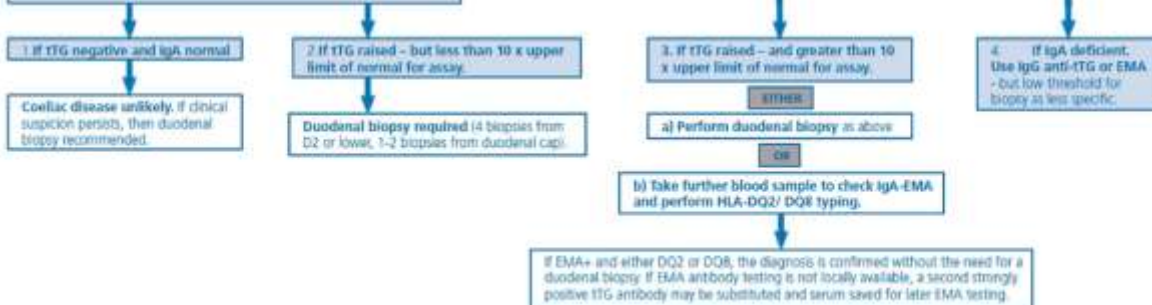 1 If tTG negative and IgA normal
Coeliac disease unlikely. If clinical
suspicion persists, then duodenal
biopsy recommended.
2 If tTG raised – but less than 10 x upper
limit of normal for assay.
Duodenal biopsy required (4 biopsies from
D2 or lower, 1-2 biopsies from duodenal cap).
3. If tTG raised – and greater than 10
x upper limit of normal for assay.
EITHER
a) Perform duodenal biopsy as above
OR
b) Take further blood sample to check IgA-EMA
and perform HLA-DQ2/ DQ8 typing.
If EMA+ and either DQ2 or DQ8, the diagnosis is confirmed without the need for a
duodenal biopsy. If EMA antibody testing is not locally available, a second strongly
positive tTG antibody may be substituted and serum saved for later EMA testing.
4. If IgA deficient.
Use IgG anti-tTG or EMA
- but low threshold for
biopsy as less specific.